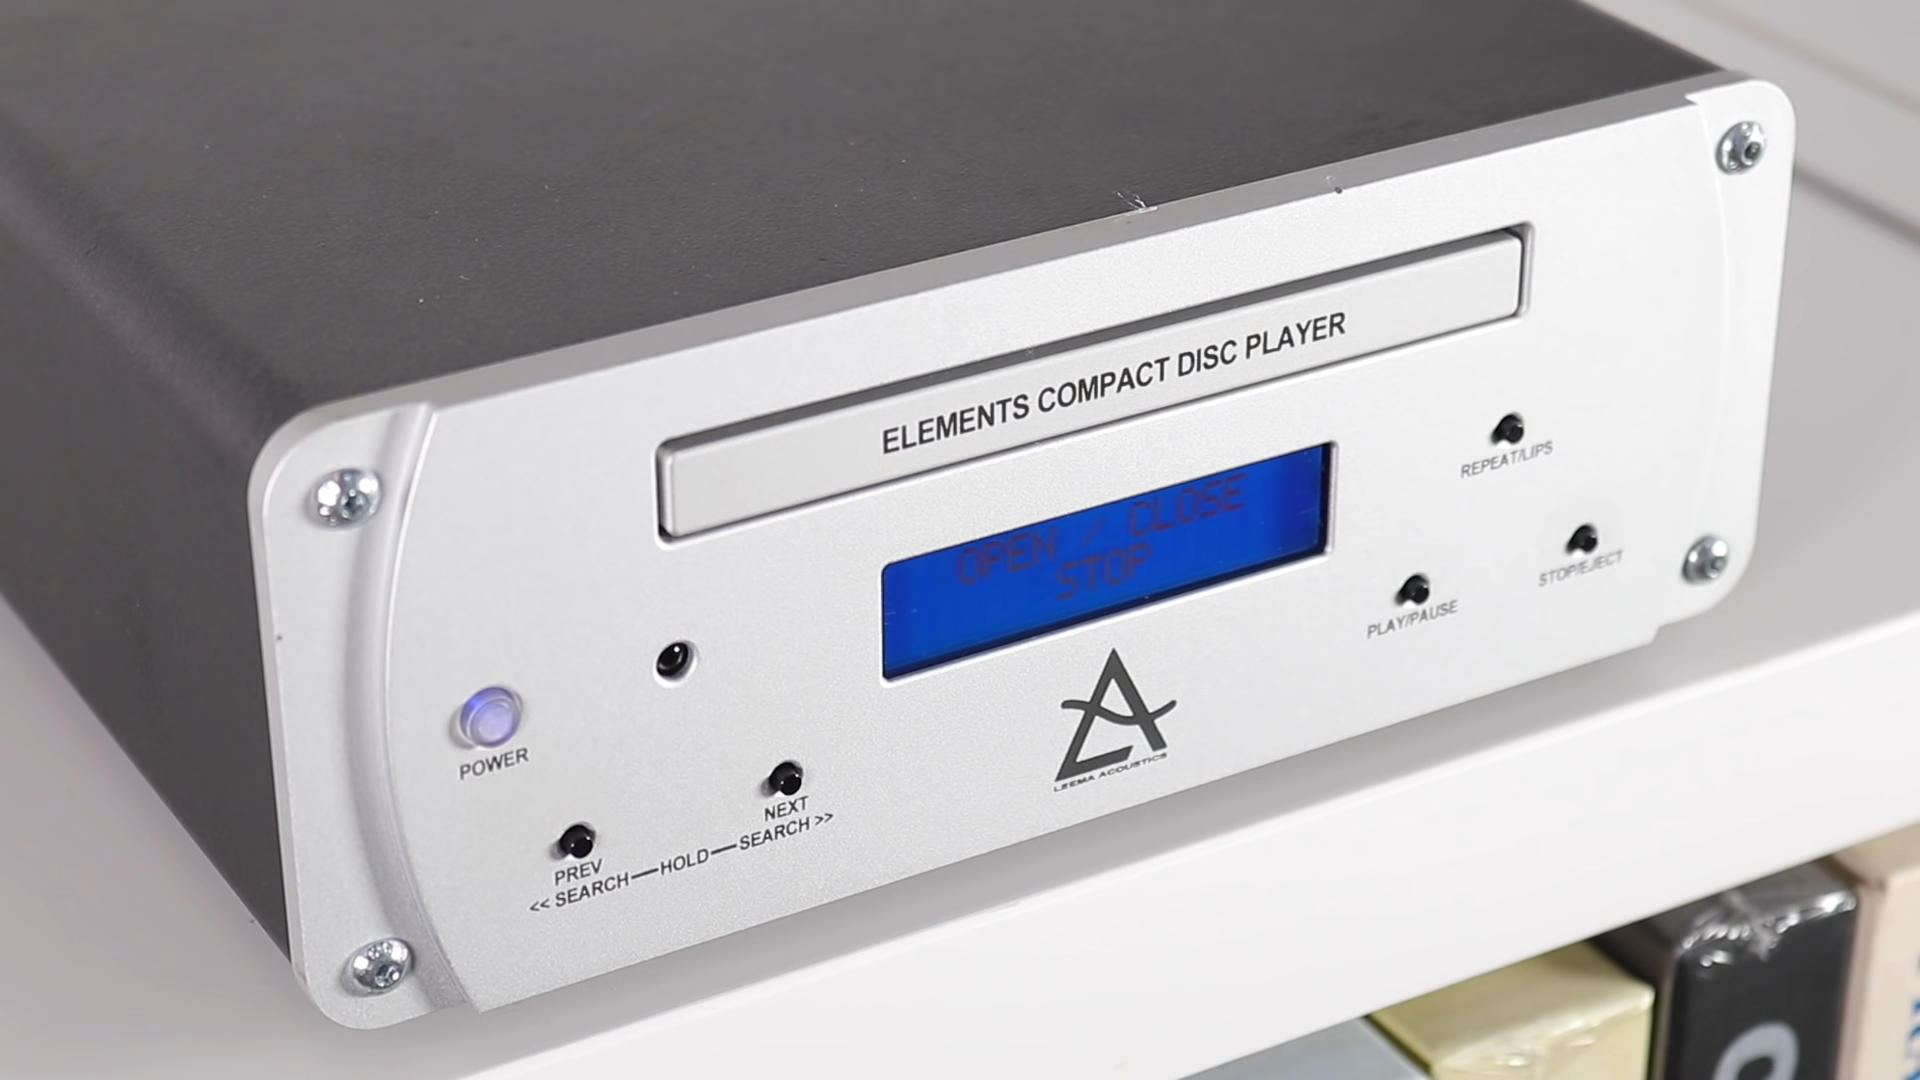 ELEMENTS COMPACT DISC PLAYER
OPEN / CLOSE
STOP
REPEAT/LIPS
STOP/EJECT
PLAY/PAUSE
POWER
NEXT
PREV
<< SEARCH—HOLD—SEARCH >>
LEEMA ACOUSTICS